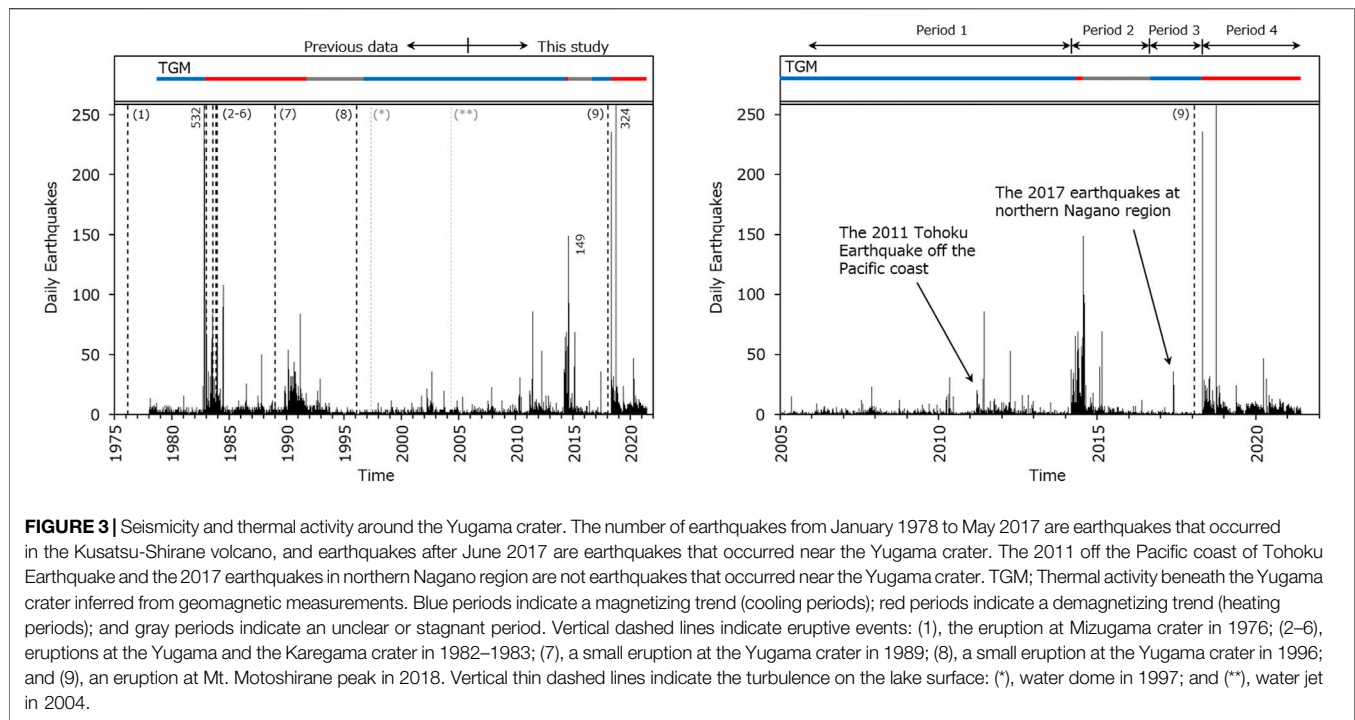 Previous data
This study
TGM
250
200
150
100
50
0
Daily Earthquakes
(1)
532
(2-6)
(7)
(8)
(*)
(**)
(9)
324
149
1975
1980
1985
1990
1995
2000
2005
2010
2015
2020
Time
Period 1
Period 2
Period 3
Period 4
TGM
250
200
150
100
50
0
Daily Earthquakes
(9)
The 2017 earthquakes at
northern Nagano region
The 2011 Tohoku
Earthquake off the
Pacific coast
2005
2010
2015
2020
Time
FIGURE 3 | Seismicity and thermal activity around the Yugama crater. The number of earthquakes from January 1978 to May 2017 are earthquakes that occurred
in the Kusatsu-Shirane volcano, and earthquakes after June 2017 are earthquakes that occurred near the Yugama crater. The 2011 off the Pacific coast of Tohoku
Earthquake and the 2017 earthquakes in northern Nagano region are not earthquakes that occurred near the Yugama crater. TGM; Thermal activity beneath the Yugama
crater inferred from geomagnetic measurements. Blue periods indicate a magnetizing trend (cooling periods); red periods indicate a demagnetizing trend (heating
periods); and gray periods indicate an unclear or stagnant period. Vertical dashed lines indicate eruptive events: (1), the eruption at Mizugama crater in 1976; (2–6),
eruptions at the Yugama and the Karegama crater in 1982–1983; (7), a small eruption at the Yugama crater in 1989; (8), a small eruption at the Yugama crater in 1996;
and (9), an eruption at Mt. Motoshirane peak in 2018. Vertical thin dashed lines indicate the turbulence on the lake surface: (*), water dome in 1997; and (**), water jet
in 2004.